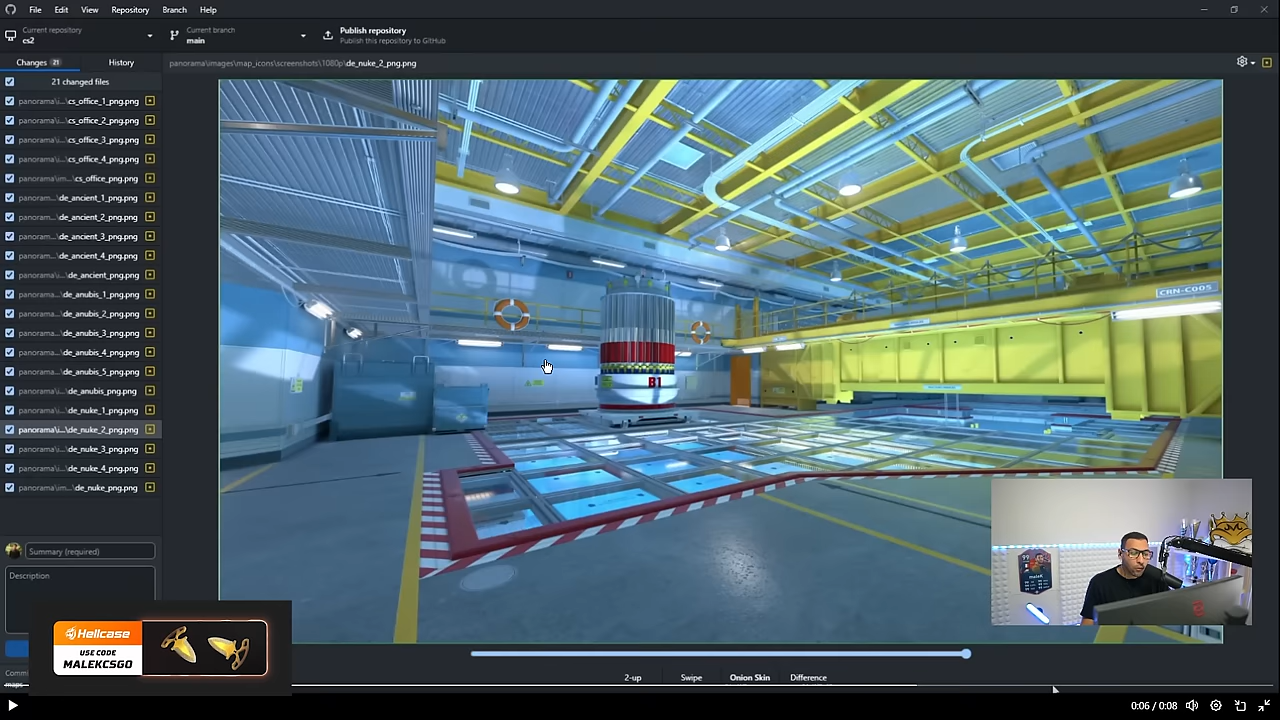 File Edit View Repository Branch Help
Current repository
cs2
Current branch
main
Publish repository
Publish this repository to GitHub
Changes 21
History
21 changed files
panorama\images\map_icons\screenshots\1080p\de_nuke_2_png.png
panorama\i...\cs_office_1_png.png
panorama\i...\cs_office_2_png.png
panorama\i...\cs_office_3_png.png
panorama\i...\cs_office_4_png.png
panorama\im...\cs_office_png.png
panoram...\de_ancient_1_png.png
panoram...\de_ancient_2_png.png
panoram...\de_ancient_3_png.png
panoram...\de_ancient_4_png.png
panorama\i...\de_ancient_png.png
panorama\...\de_anubis_1_png.png
panorama\...\de_anubis_2_png.png
panorama\...\de_anubis_3_png.png
panorama\...\de_anubis_4_png.png
panorama\...\de_anubis_5_png.png
panorama\i...\de_anubis_png.png
panorama\i...\de_nuke_1_png.png
panorama\i...\de_nuke_2_png.png
panorama\i...\de_nuke_3_png.png
panorama\i...\de_nuke_4_png.png
panorama\im...\de_nuke_png.png
CRN-C005
B1
Summary (required)
Description
Hellcase
USE CODE
MALEKCSGO
2-up Swipe Onion Skin Difference
0:06 / 0:08